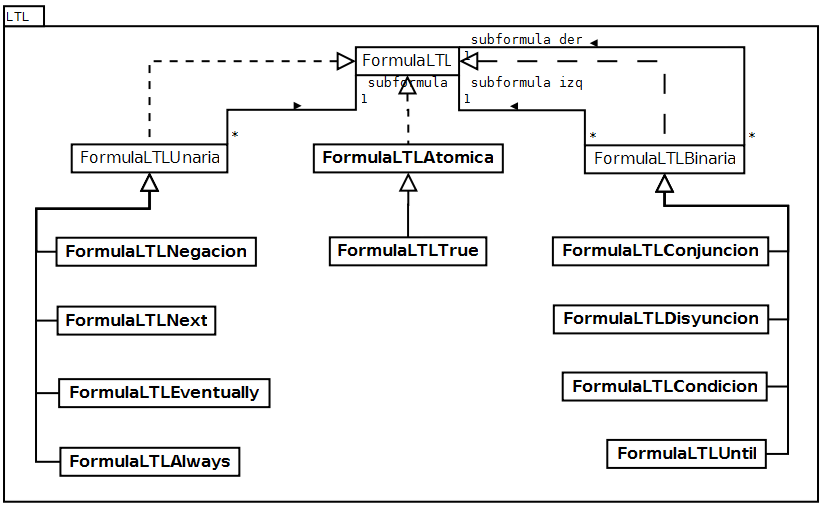 LTL
subformula der
FormulaLTL
1
subformula
subformula izq
1
1
*
*
*
FormulaLTLUnaria
FormulaLTLAtomica
FormulaLTLBinaria
FormulaLTLNegacion
FormulaLTLTrue
FormulaLTLConjuncion
FormulaLTLNext
FormulaLTLDisyuncion
FormulaLTLEventually
FormulaLTLCondicion
FormulaLTLAlways
FormulaLTLUntil